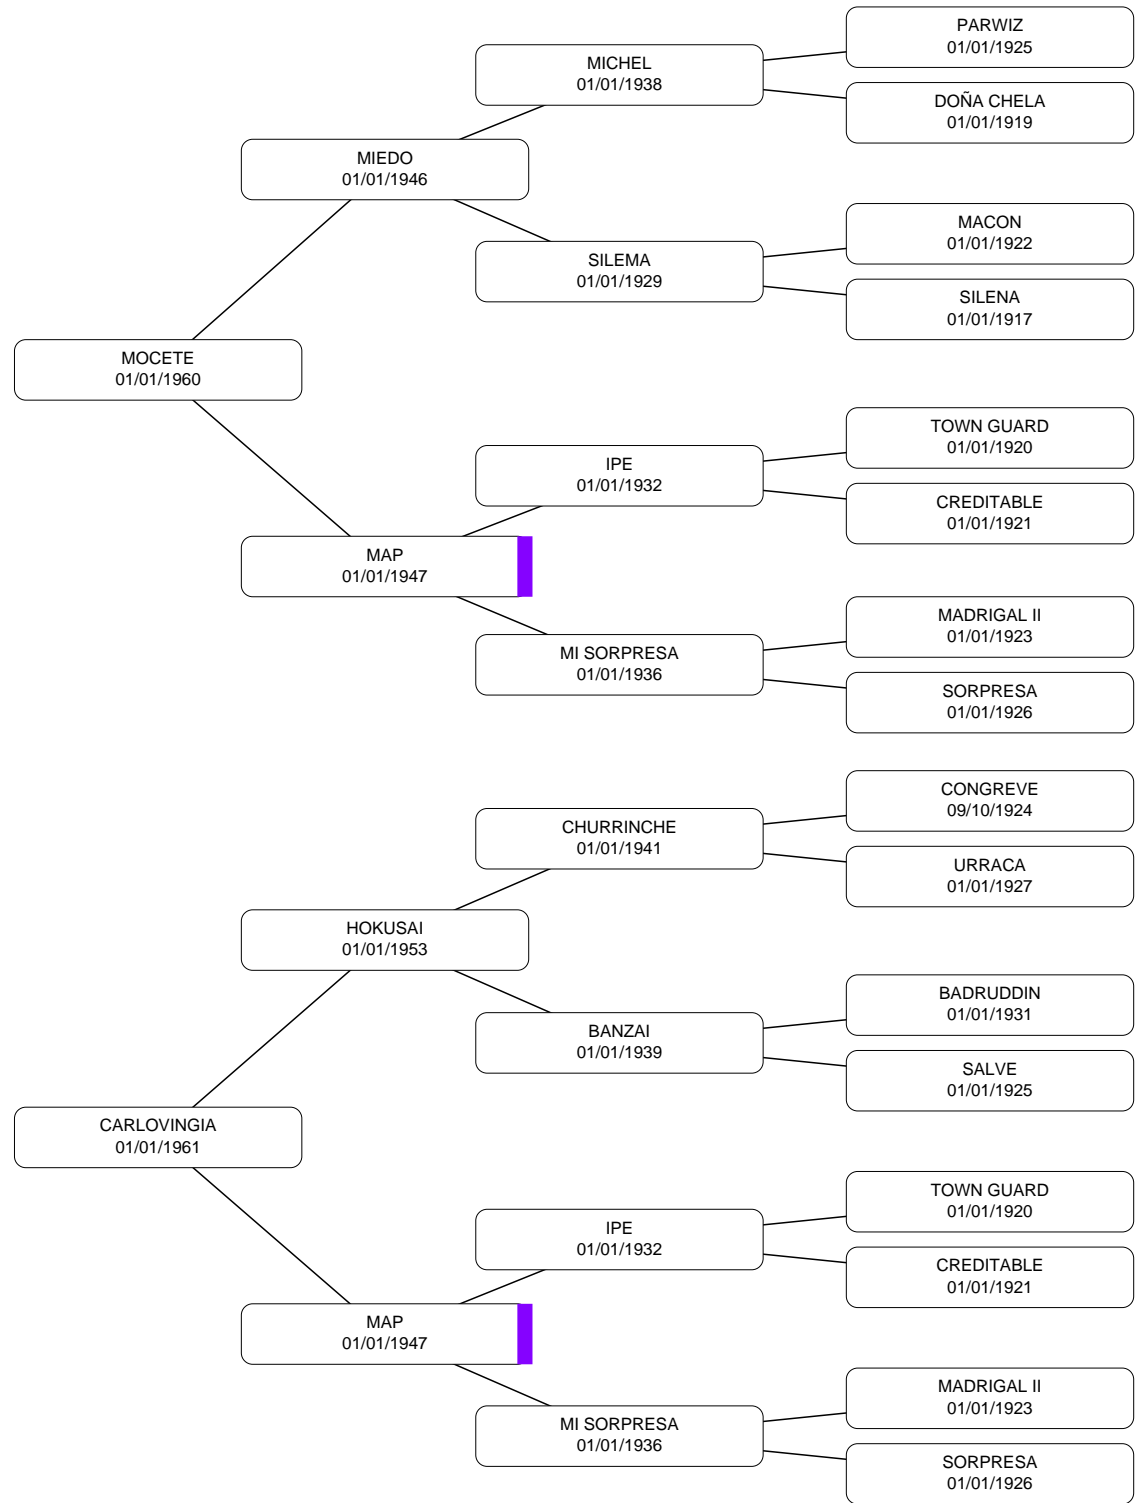 PARWIZ
01/01/1925
MICHEL
01/01/1938
DOÑA CHELA
01/01/1919
MIEDO
01/01/1946
MACON
01/01/1922
SILEMA
01/01/1929
SILENA
01/01/1917
MOCETE
01/01/1960
TOWN GUARD
01/01/1920
IPE
01/01/1932
CREDITABLE
01/01/1921
MAP
01/01/1947
MADRIGAL II
01/01/1923
MI SORPRESA
01/01/1936
SORPRESA
01/01/1926
CONGREVE
09/10/1924
CHURRINCHE
01/01/1941
URRACA
01/01/1927
HOKUSAI
01/01/1953
BADRUDDIN
01/01/1931
BANZAI
01/01/1939
SALVE
01/01/1925
CARLOVINGIA
01/01/1961
TOWN GUARD
01/01/1920
IPE
01/01/1932
CREDITABLE
01/01/1921
MAP
01/01/1947
MADRIGAL II
01/01/1923
MI SORPRESA
01/01/1936
SORPRESA
01/01/1926